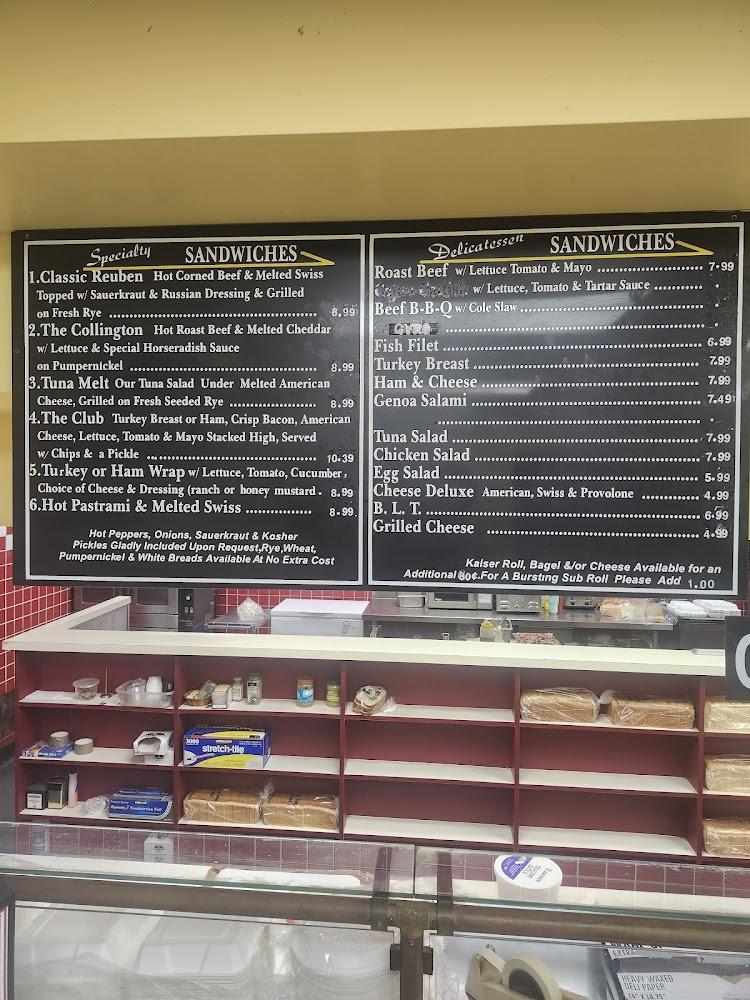 Specialty SANDWICHES
1.Classic Reuben Hot Corned Beef & Melted Swiss
Topped w/ Sauerkraut & Russian Dressing & Grilled
on Fresh Rye 8.99
2.The Collington Hot Roast Beef & Melted Cheddar
w/ Lettuce & Special Horseradish Sauce
on Pumpernickel 8.99
3.Tuna Melt Our Tuna Salad Under Melted American
Cheese, Grilled on Fresh Seeded Rye 8.99
4.The Club Turkey Breast or Ham, Crisp Bacon, American
Cheese, Lettuce, Tomato & Mayo Stacked High, Served
w/ Chips & a Pickle 10.39
5.Turkey or Ham Wrap w/ Lettuce, Tomato, Cucumber,
Choice of Cheese & Dressing (ranch or honey mustard. 8.99
6.Hot Pastrami & Melted Swiss 8.99
Hot Peppers, Onions, Sauerkraut & Kosher
Pickles Gladly Included Upon Request,Rye,Wheat,
Pumpernickel & White Breads Available At No Extra Cost
Delicatessen SANDWICHES
Roast Beef w/ Lettuce Tomato & Mayo 7.99
w/ Lettuce, Tomato & Tartar Sauce
Beef B-B-Q w/ Cole Slaw
GYRO
Fish Filet 6.99
Turkey Breast 7.99
Ham & Cheese 7.99
Genoa Salami 7.49
Tuna Salad 7.99
Chicken Salad 7.99
Egg Salad 5.99
Cheese Deluxe American, Swiss & Provolone 4.99
B. L. T. 6.99
Grilled Cheese 4.99
Kaiser Roll, Bagel &/or Cheese Available for an
Additional 60¢.For A Bursting Sub Roll Please Add 1.00
3000
stretch-tite
HEAVY WAXED
DELI PAPER